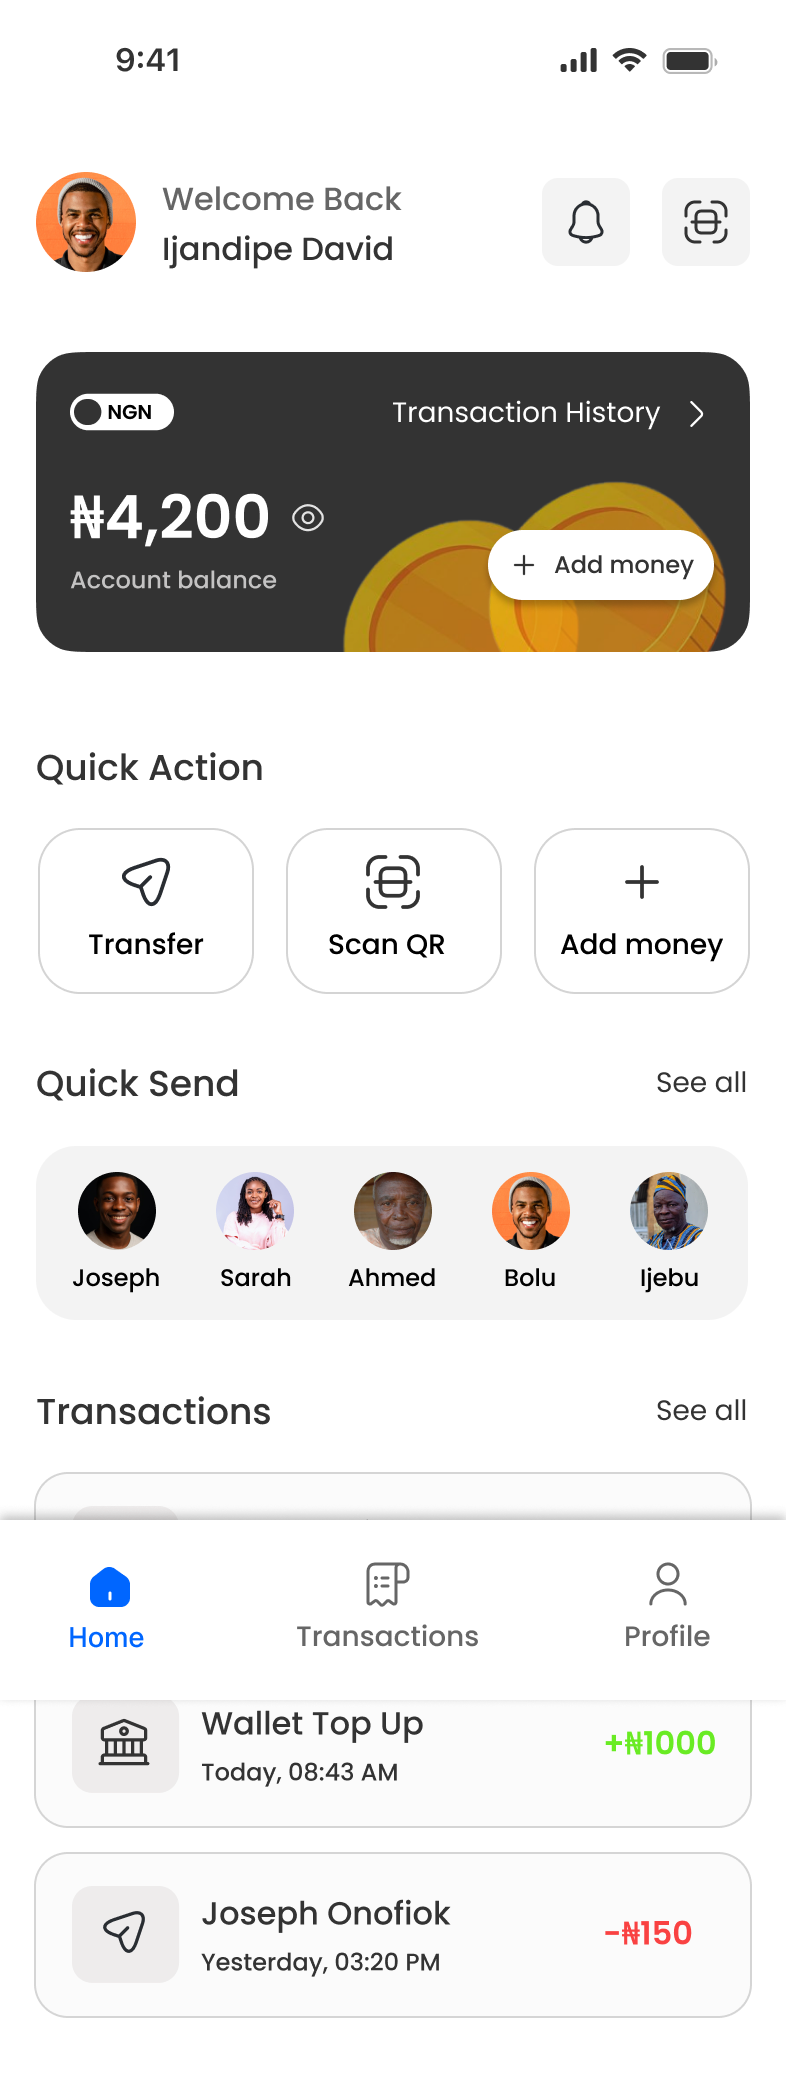 9:41
Welcome Back
Ijandipe David
NGN
Transaction History
₦4,200
Account balance
+ Add money
Quick Action
Transfer
Scan QR
Add money
Quick Send
See all
Joseph
Sarah
Ahmed
Bolu
Ijebu
Transactions
See all
Home
Transactions
Profile
Wallet Top Up
Today, 08:43 AM
+₦1000
Joseph Onofiok
Yesterday, 03:20 PM
-₦150